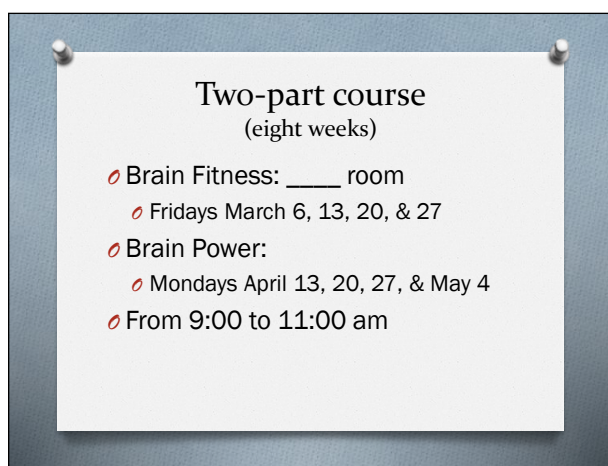 Two-part course
(eight weeks)
Brain Fitness: ____ room
Fridays March 6, 13, 20, & 27
Brain Power:
Mondays April 13, 20, 27, & May 4
From 9:00 to 11:00 am